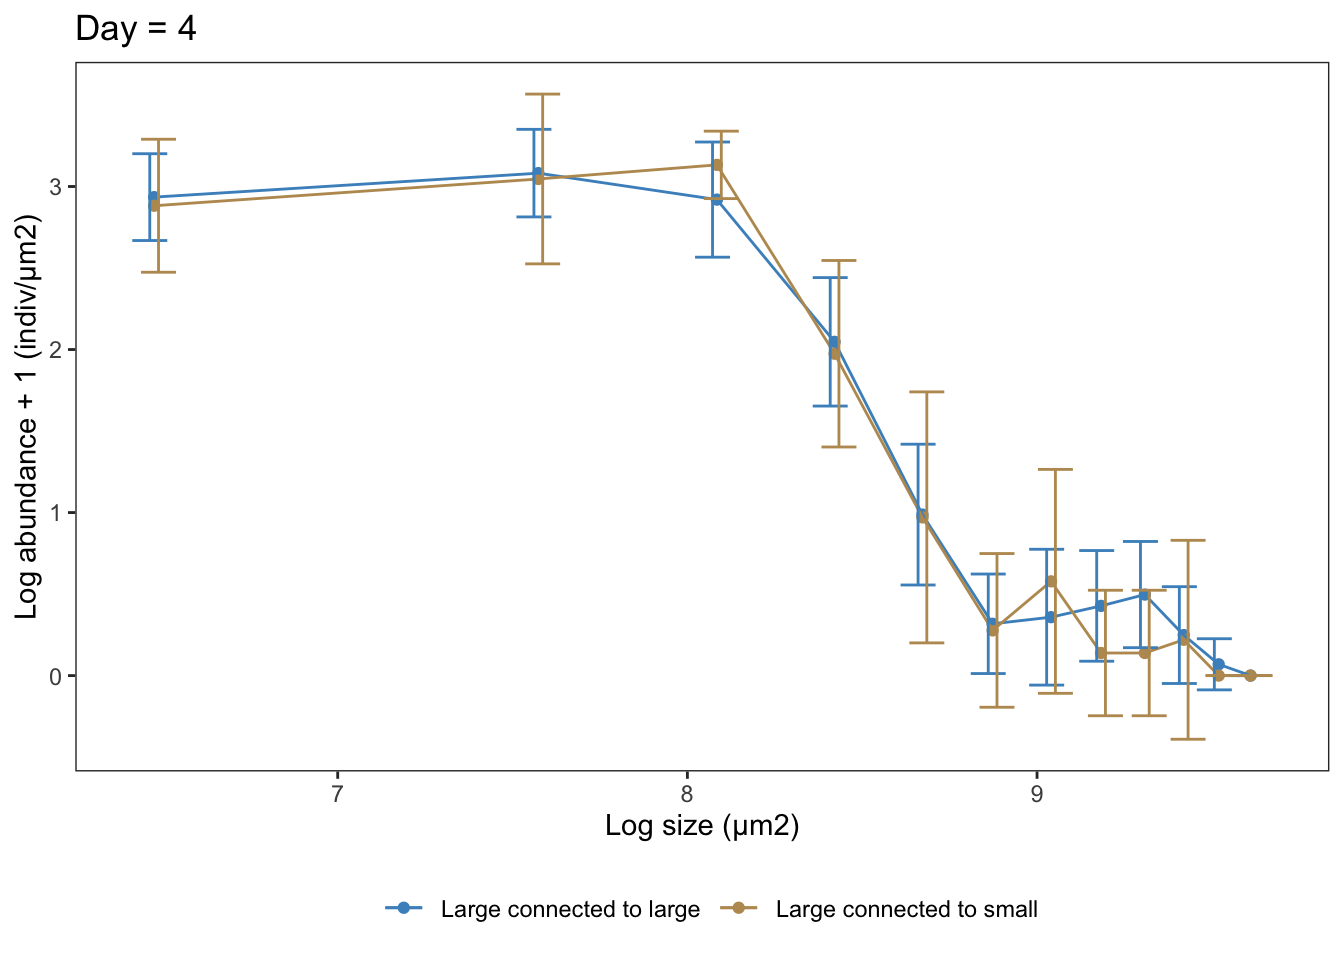 Day = 4
Log abundance + 1 (indiv/µm2)
3
2
1
0
7 8 9
Log size (µm2)
Large connected to large Large connected to small